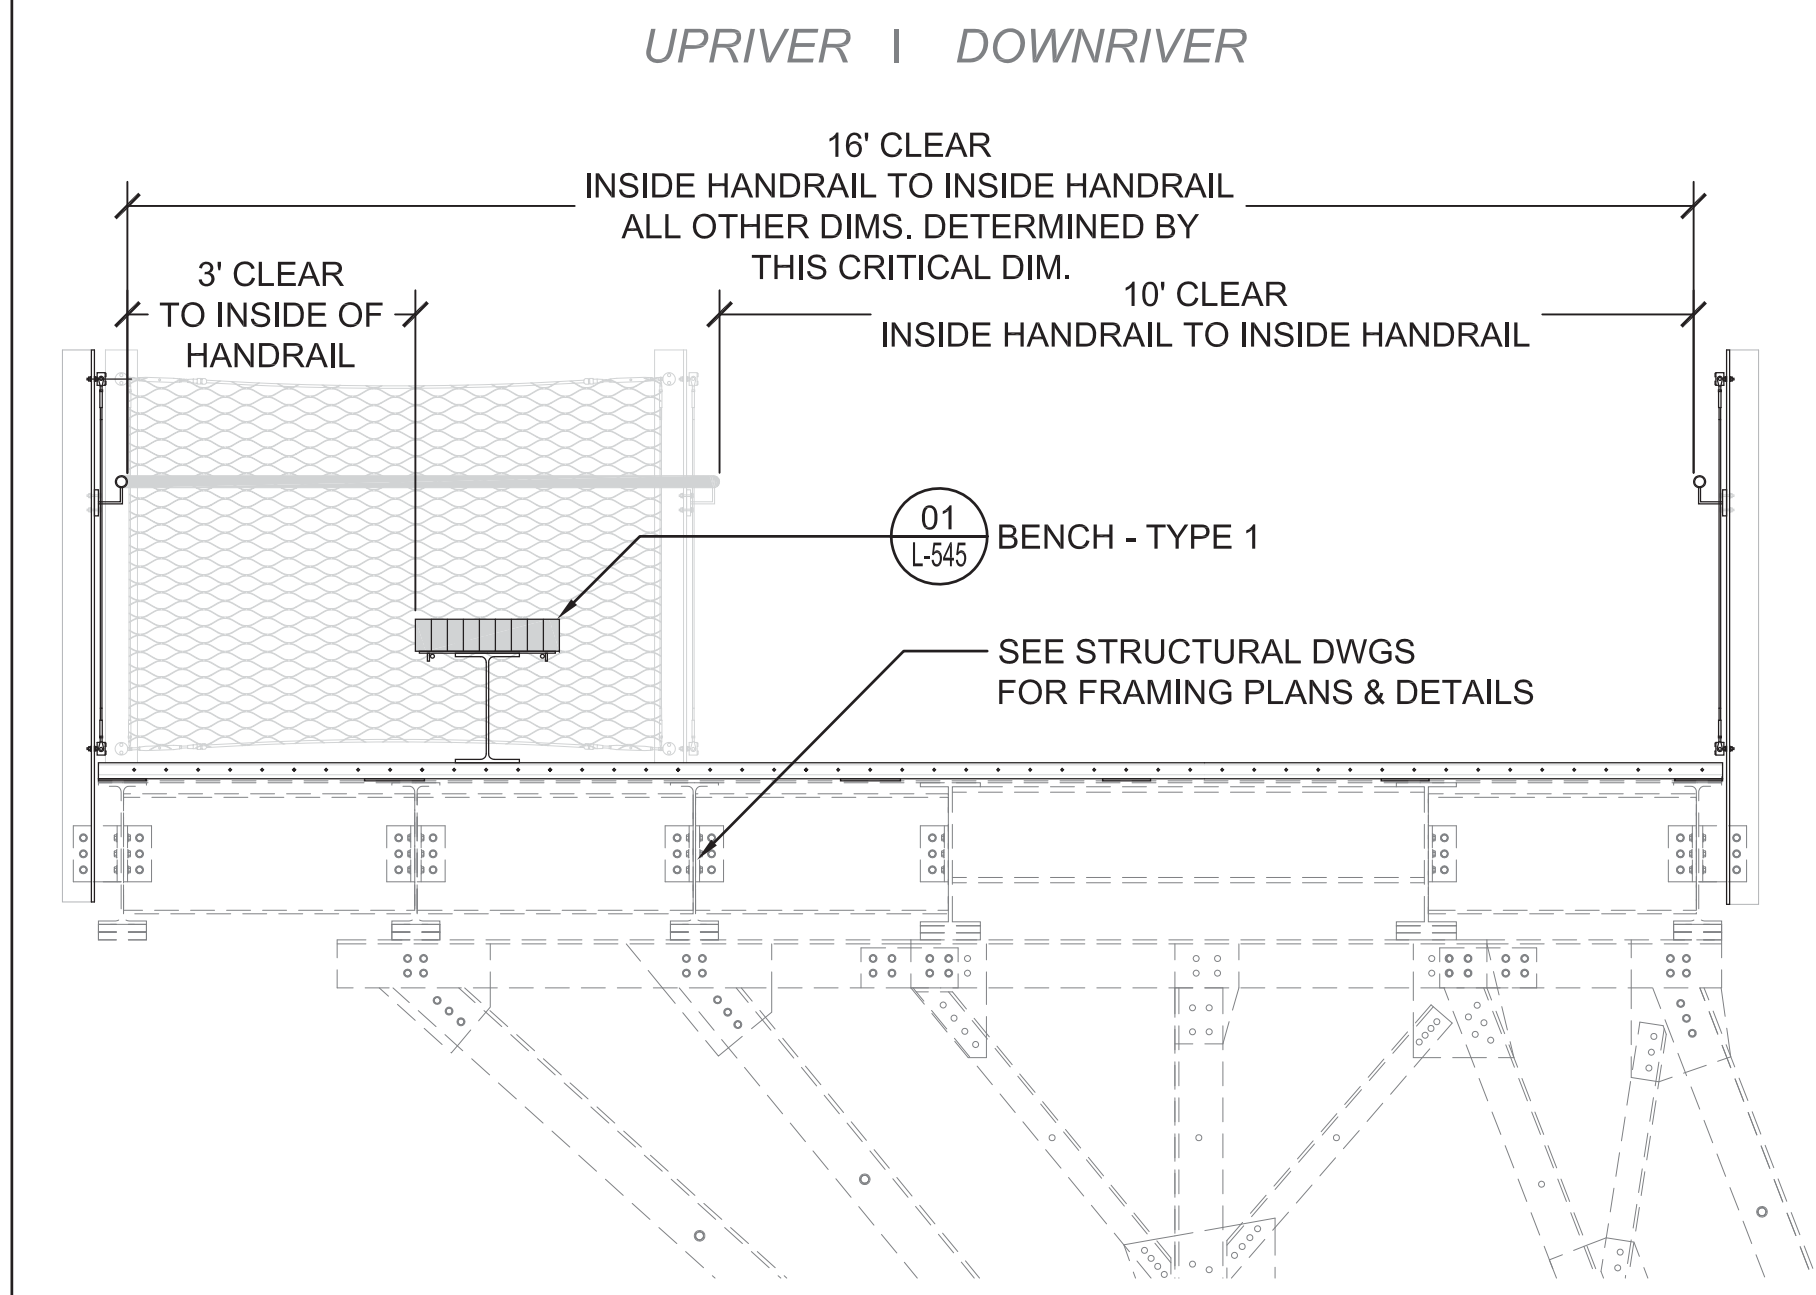 UPRIVER | DOWNRIVER
16' CLEAR
INSIDE HANDRAIL TO INSIDE HANDRAIL
ALL OTHER DIMS. DETERMINED BY
THIS CRITICAL DIM.
3' CLEAR
TO INSIDE OF
HANDRAIL
10' CLEAR
INSIDE HANDRAIL TO INSIDE HANDRAIL
01
L-545
BENCH - TYPE 1
SEE STRUCTURAL DWGS
FOR FRAMING PLANS & DETAILS